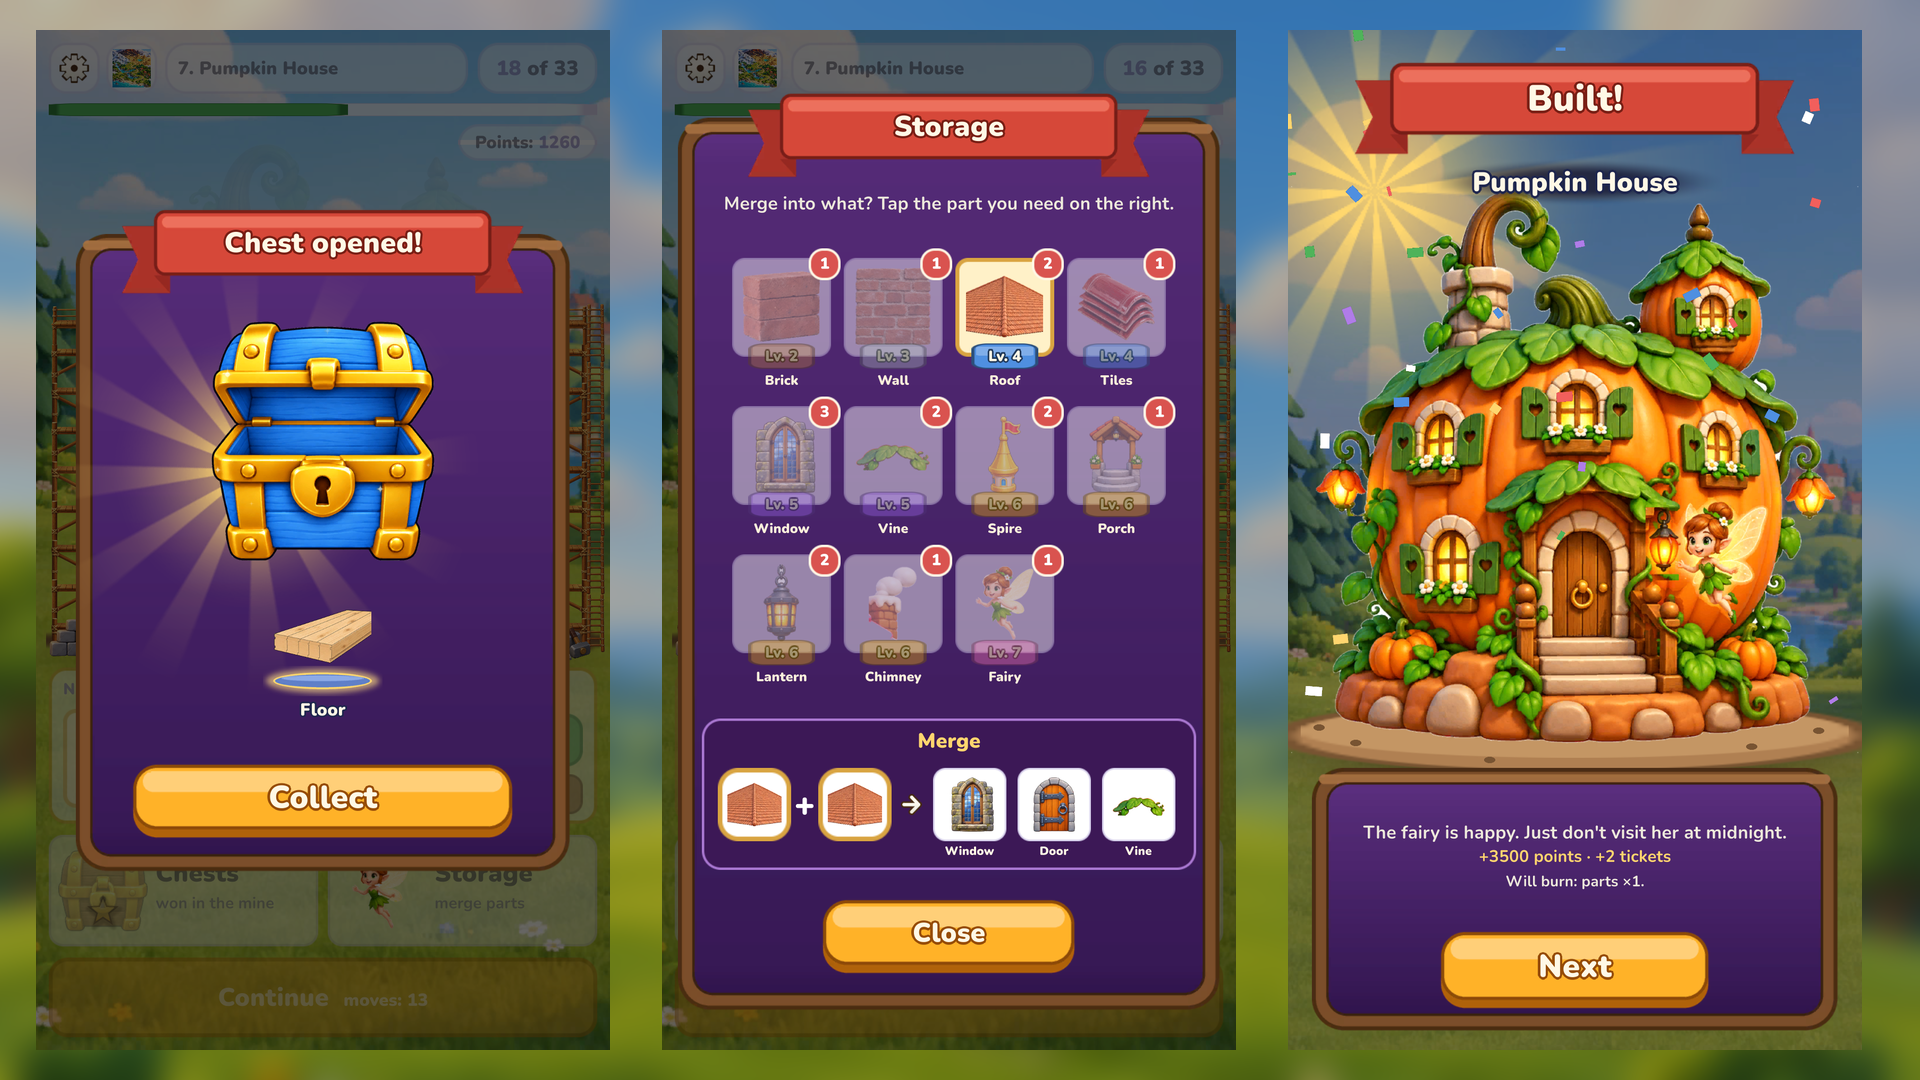 7. Pumpkin House
18 of 33
Points: 1260
Chest opened!
Floor
Collect
N
Chests
won in the mine
Storage
merge parts
Continue moves: 13
7. Pumpkin House
16 of 33
Storage
Merge into what? Tap the part you need on the right.
1
1
2
1
Lv. 2
Lv. 3
Lv. 4
Lv. 4
Brick
Wall
Roof
Tiles
3
2
2
1
Lv. 5
Lv. 5
Lv. 6
Lv. 6
Window
Vine
Spire
Porch
2
1
1
Lv. 6
Lv. 6
Lv. 7
Lantern
Chimney
Fairy
Merge
+
→
Window
Door
Vine
Close
Built!
Pumpkin House
The fairy is happy. Just don't visit her at midnight.
+3500 points · +2 tickets
Will burn: parts ×1.
Next